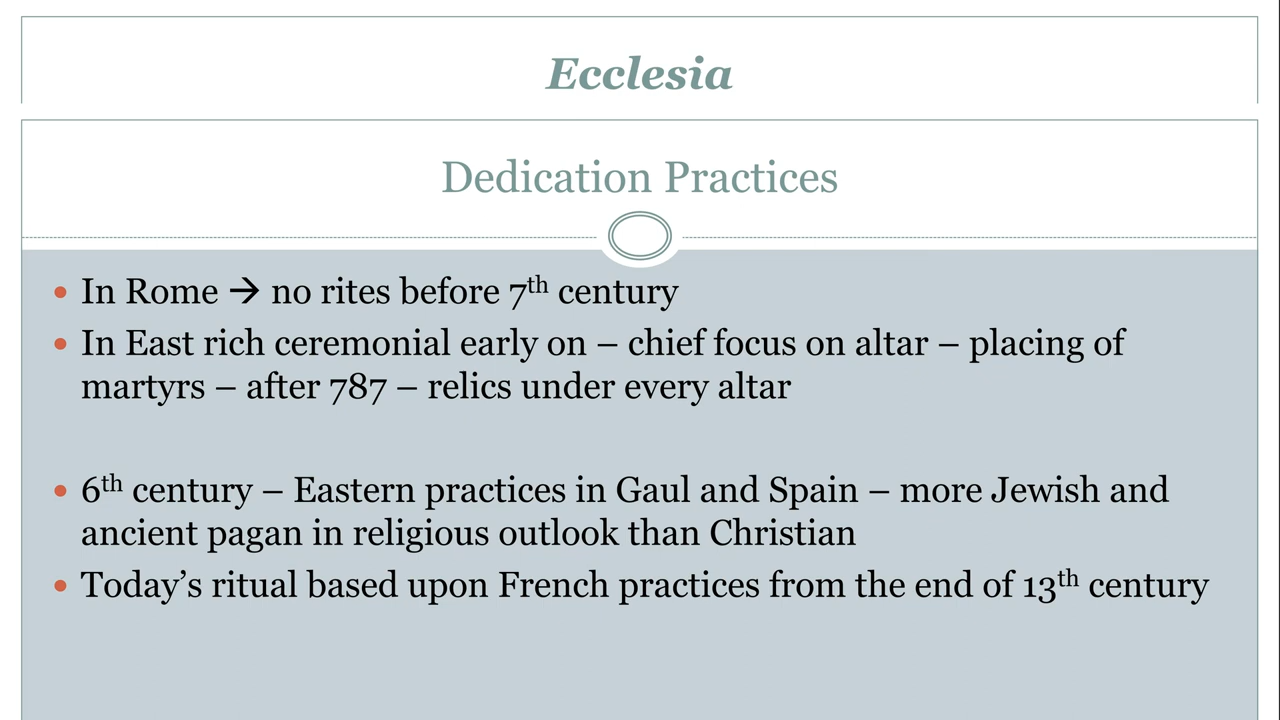 Ecclesia
Dedication Practices
• In Rome → no rites before 7th century
• In East rich ceremonial early on – chief focus on altar – placing of
martyrs – after 787 – relics under every altar
• 6th century – Eastern practices in Gaul and Spain – more Jewish and
ancient pagan in religious outlook than Christian
• Today’s ritual based upon French practices from the end of 13th century